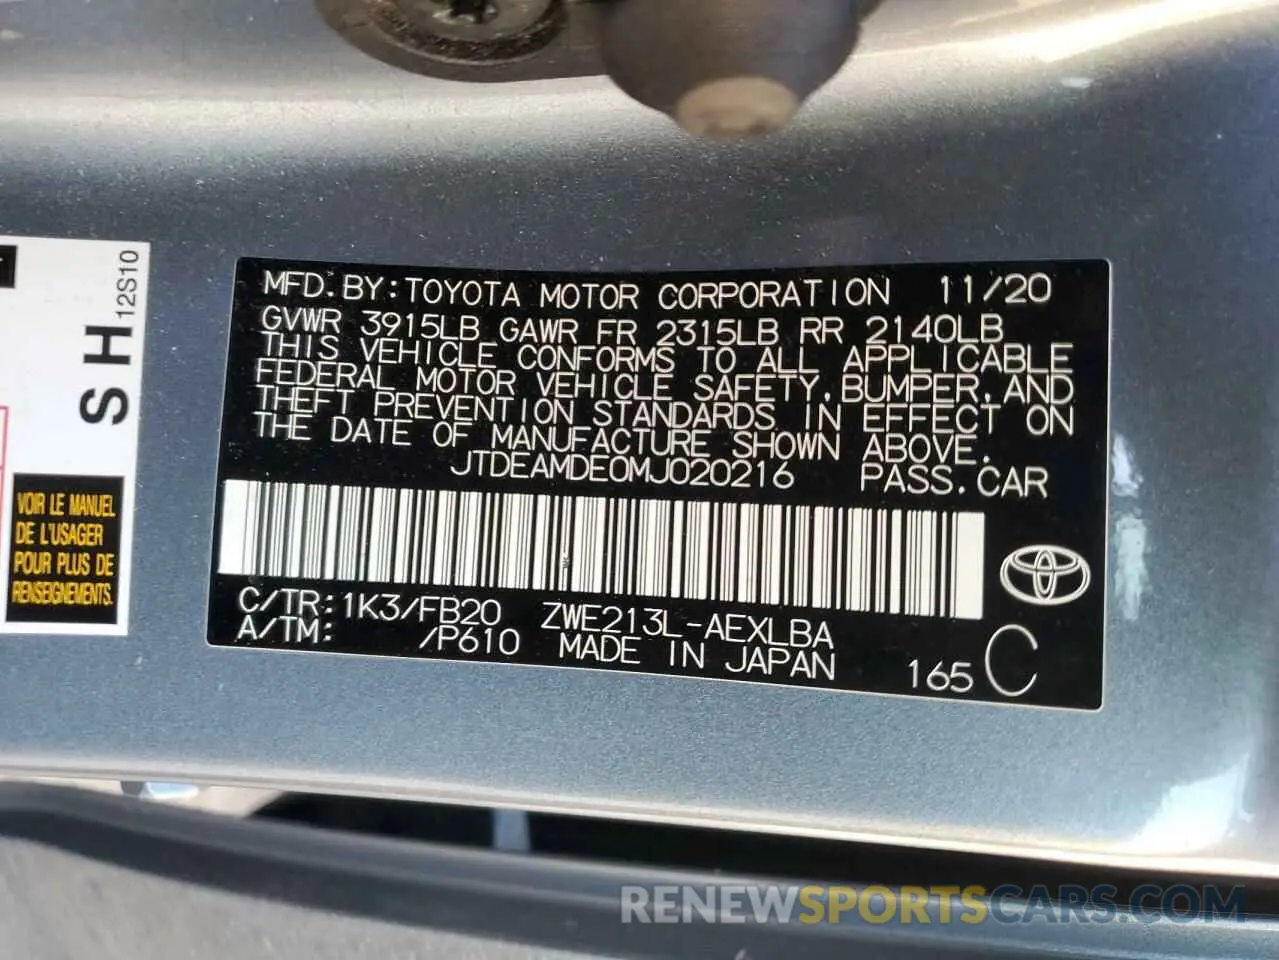 MFD.BY:TOYOTA MOTOR CORPORATION 11/20
GVWR 3915LB GAWR FR 2315LB RR 2140LB
THIS VEHICLE CONFORMS TO ALL APPLICABLE
FEDERAL MOTOR VEHICLE SAFETY, BUMPER, AND
THEFT PREVENTION STANDARDS IN EFFECT ON
THE DATE OF MANUFACTURE SHOWN ABOVE.
JTDEAMDE0MJ020216 PASS.CAR
C/TR:1K3/FB20 ZWE213L-AEXLBA
A/TM: /P610 MADE IN JAPAN 165 C
SH 12S10
VOIR LE MANUEL
DE L'USAGER
POUR PLUS DE
RENSEIGNEMENTS.
RENEWSPORTSCARS.COM